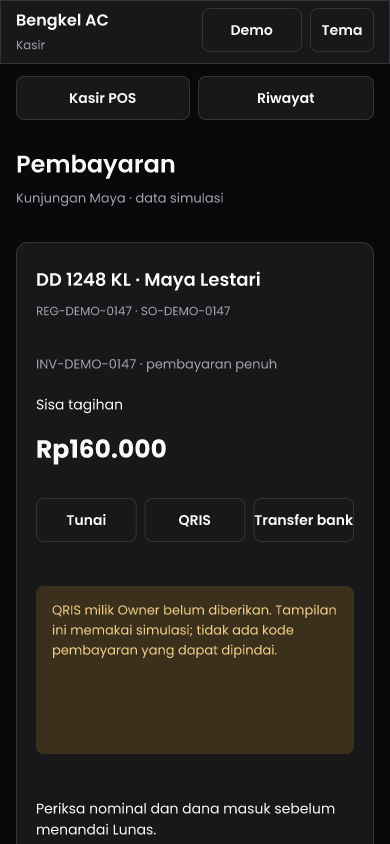 Bengkel AC
Kasir
Demo
Tema
Kasir POS
Riwayat
Pembayaran
Kunjungan Maya · data simulasi
DD 1248 KL · Maya Lestari
REG-DEMO-0147 · SO-DEMO-0147
INV-DEMO-0147 · pembayaran penuh
Sisa tagihan
Rp160.000
Tunai
QRIS
Transfer bank
QRIS milik Owner belum diberikan. Tampilan
ini memakai simulasi; tidak ada kode
pembayaran yang dapat dipindai.
Periksa nominal dan dana masuk sebelum
menandai Lunas.